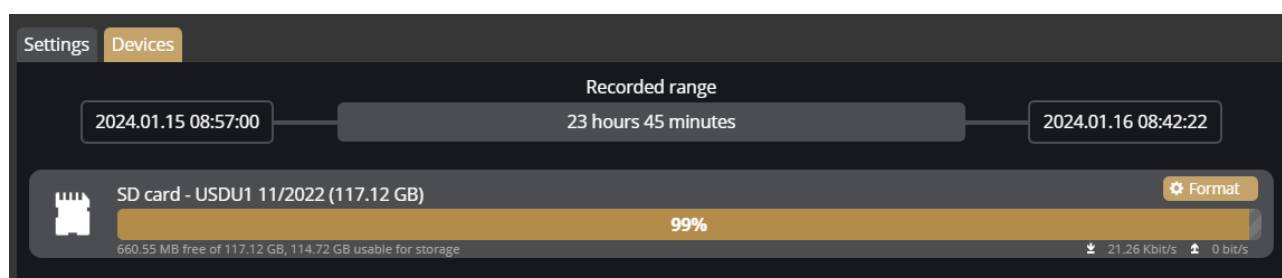 Settings Devices
Recorded range
2024.01.15 08:57:00 23 hours 45 minutes 2024.01.16 08:42:22
SD card - USDU1 11/2022 (117.12 GB) Format
99%
660.55 MB free of 117.12 GB, 114.72 GB usable for storage 21.26 Kbit/s 0 bit/s